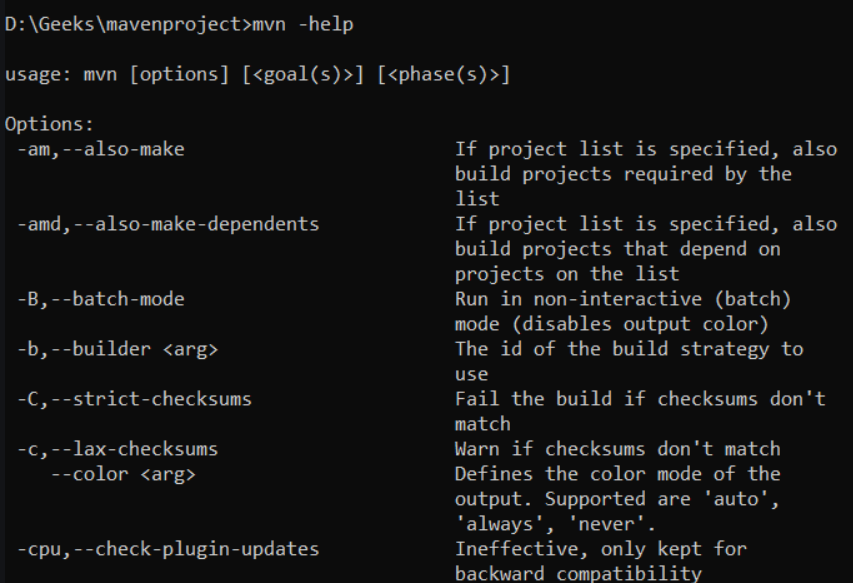 D:\Geeks\mavenproject>mvn -help
usage: mvn [options] [<goal(s)>] [<phase(s)>]
Options:
 -am,--also-make                        If project list is specified, also
                                        build projects required by the
                                        list
 -amd,--also-make-dependents            If project list is specified, also
                                        build projects that depend on
                                        projects on the list
 -B,--batch-mode                        Run in non-interactive (batch)
                                        mode (disables output color)
 -b,--builder <arg>                     The id of the build strategy to
                                        use
 -C,--strict-checksums                  Fail the build if checksums don't
                                        match
 -c,--lax-checksums                     Warn if checksums don't match
    --color <arg>                       Defines the color mode of the
                                        output. Supported are 'auto',
                                        'always', 'never'.
 -cpu,--check-plugin-updates            Ineffective, only kept for
                                        backward compatibility